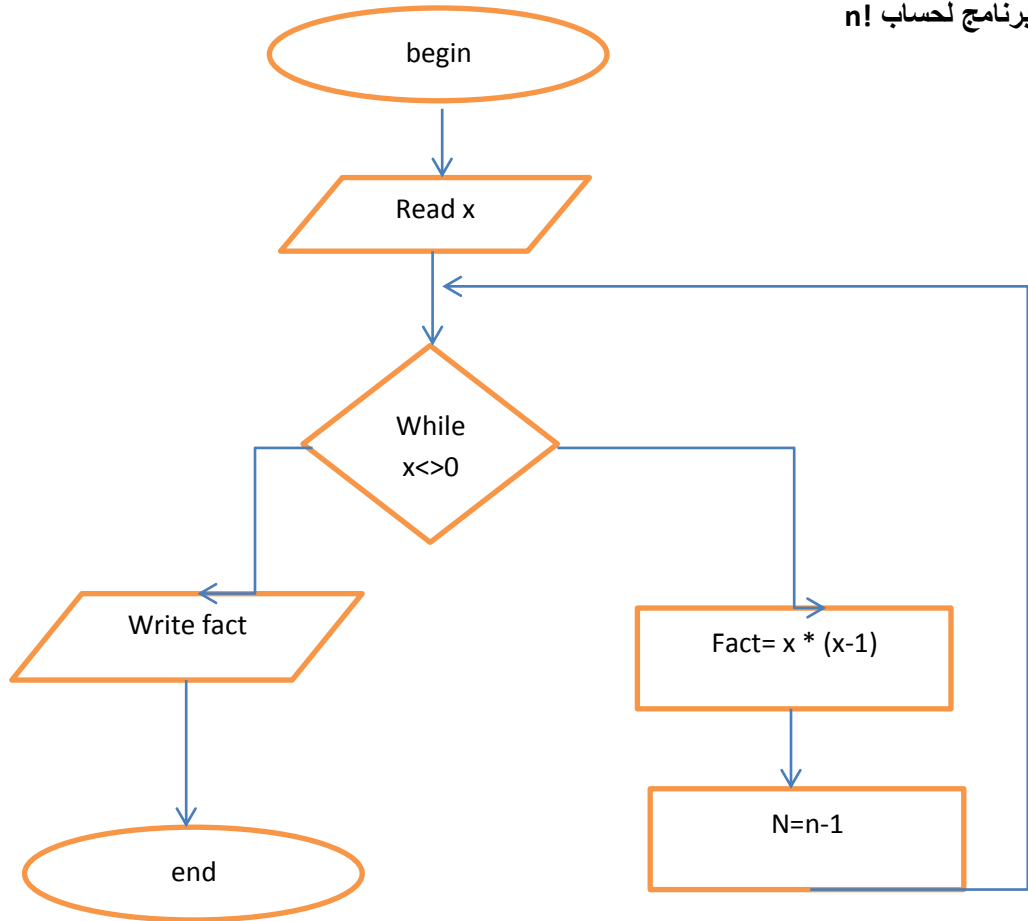 برنامج لحساب n!
begin
Read x
While
x<>0
Write fact
Fact= x * (x-1)
N=n-1
end